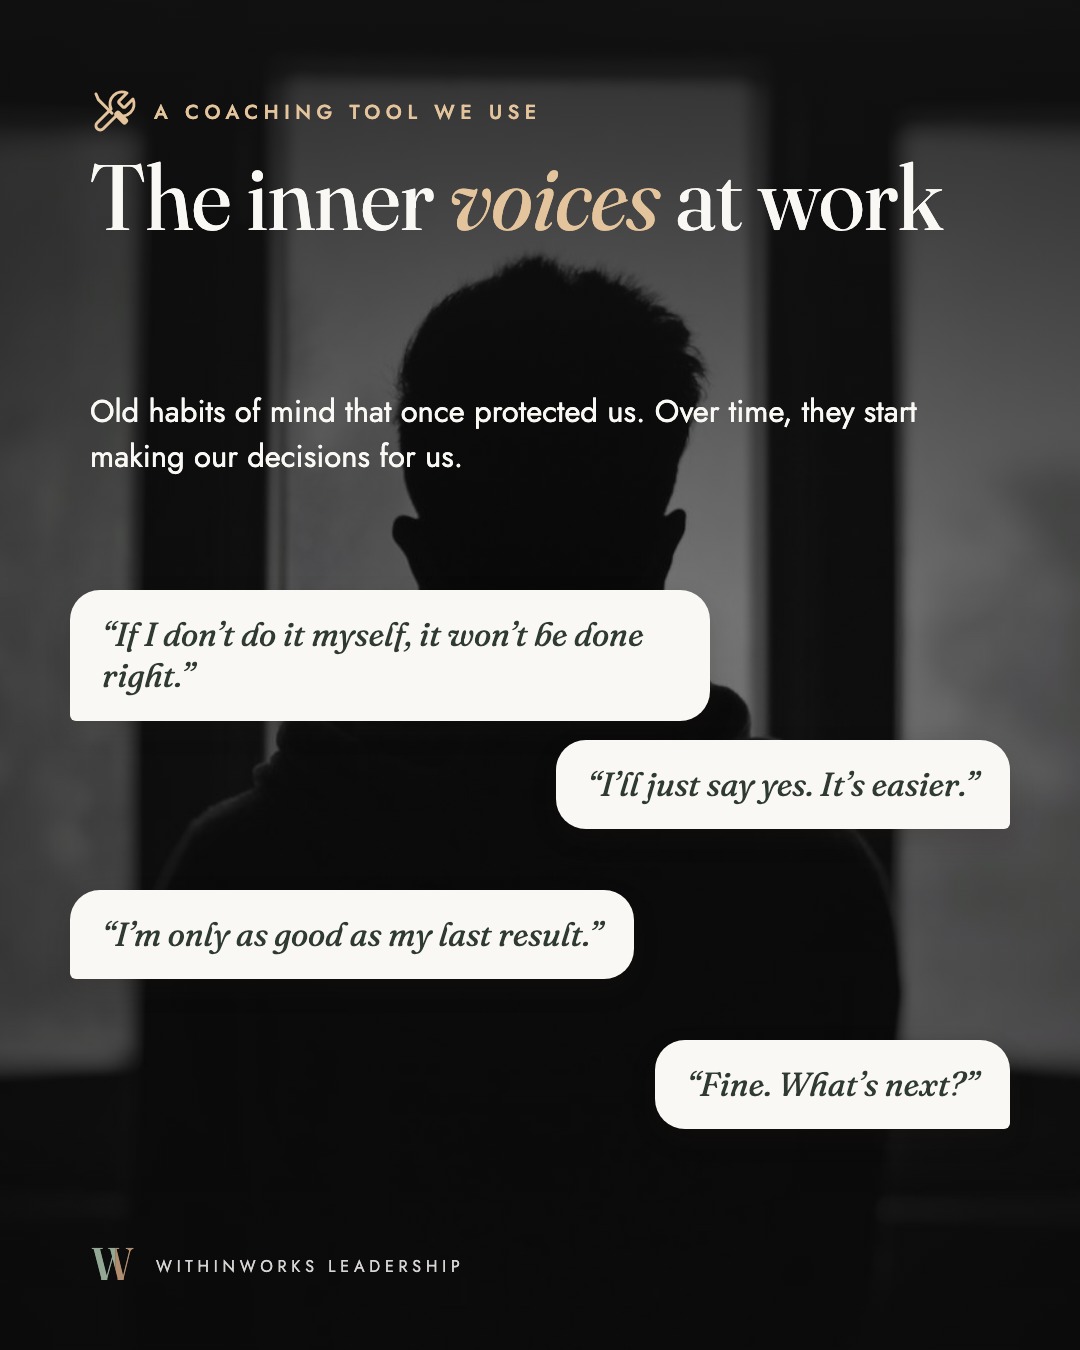 A COACHING TOOL WE USE
The inner voices at work
Old habits of mind that once protected us. Over time, they start
making our decisions for us.
“If I don’t do it myself, it won’t be done
right.”
“I’ll just say yes. It’s easier.”
“I’m only as good as my last result.”
“Fine. What’s next?”
W WITHINWORKS LEADERSHIP